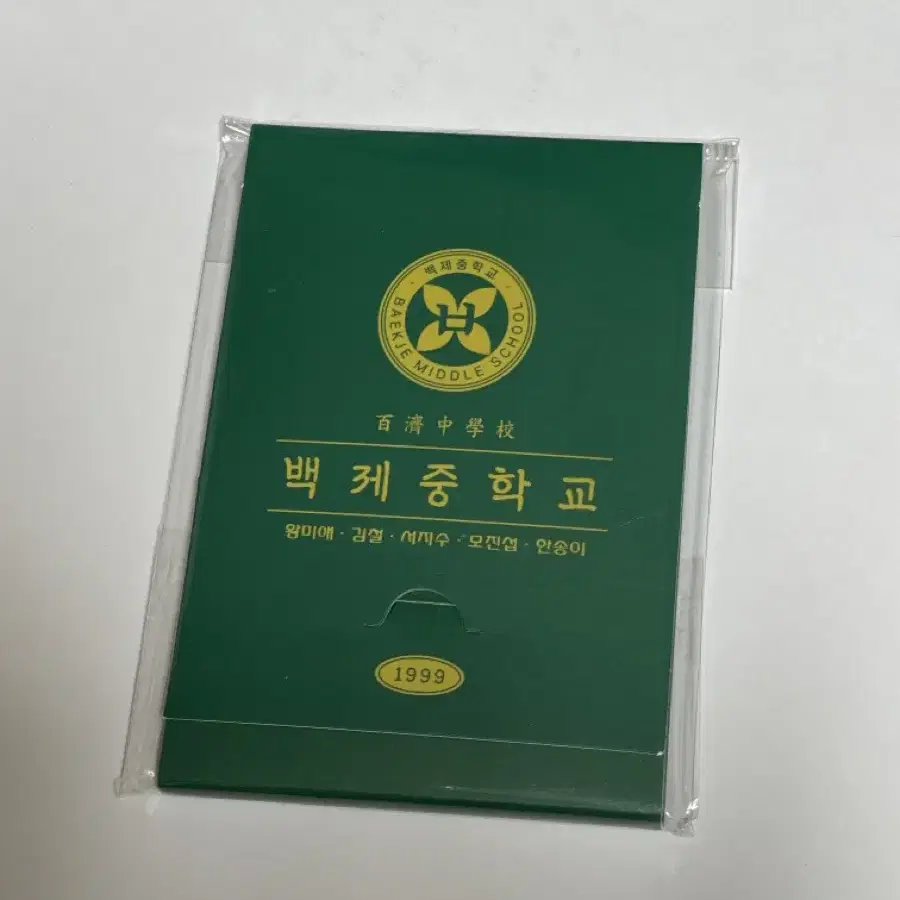 · 백제중학교 ·
BAEKJE MIDDLE SCHOOL
百濟中學校
백제중학교
왕미애 · 김철 · 서지수 · 모진섭 · 안송이
1999